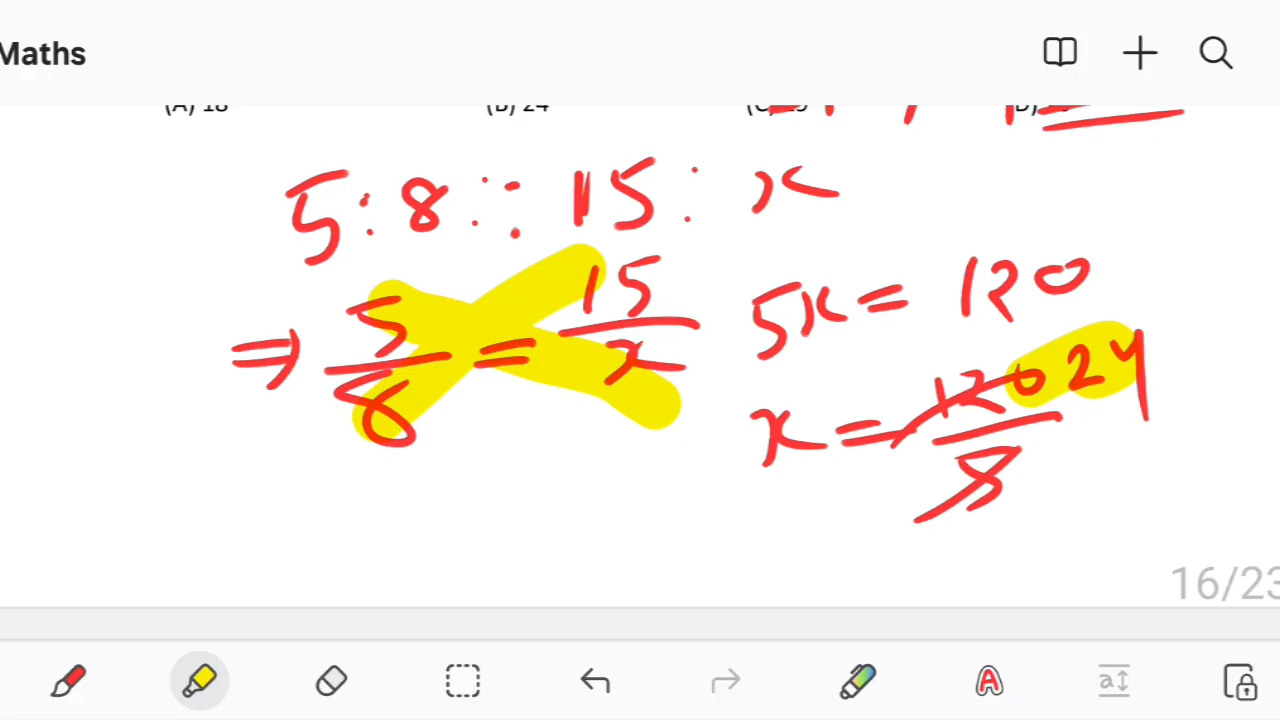 Maths
(A) 18 (B) 24
5 : 8 :: 15 : x
⇒ 5/8 = 15/x
5x = 120
x = 120/5 24
16/23
a